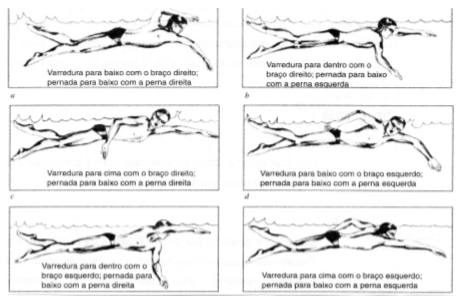 Varredura para baixo com o braço direito;
pernada para baixo com a perna direita
a
Varredura para dentro com o
braço direito; pernada para baixo
com a perna esquerda
b
Varredura para cima com o braço direito;
pernada para baixo com a perna direita
c
Varredura para baixo com o braço esquerdo;
pernada para baixo com a perna esquerda
d
Varredura para dentro com o
braço esquerdo; pernada para
baixo com a perna direita
Varredura para cima com o braço esquerdo;
pernada para baixo com a perna esquerda